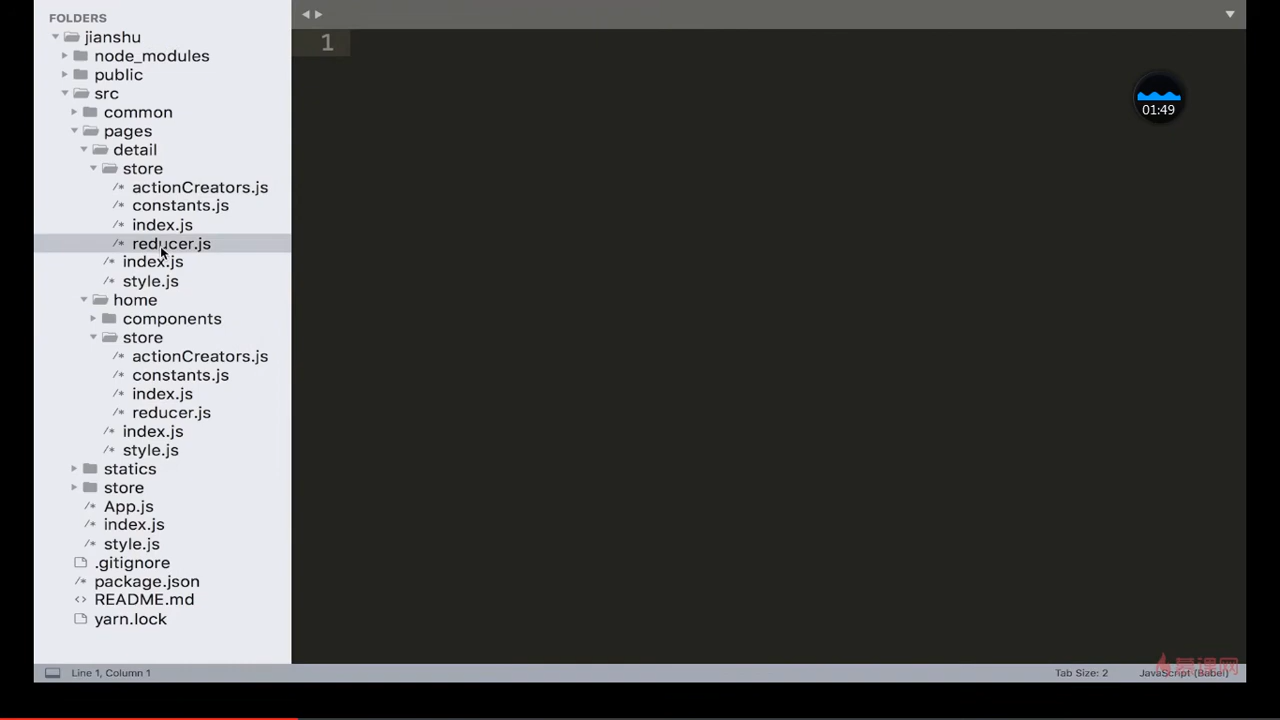 FOLDERS
jianshu
node_modules
public
src
common
pages
detail
store
/* actionCreators.js
/* constants.js
/* index.js
/* reducer.js
/* index.js
/* style.js
home
components
store
/* actionCreators.js
/* constants.js
/* index.js
/* reducer.js
/* index.js
/* style.js
statics
store
/* App.js
/* index.js
/* style.js
.gitignore
/* package.json
<> README.md
yarn.lock
1
01:49
Line 1, Column 1
Tab Size: 2
JavaScript (Babel)
慕课网